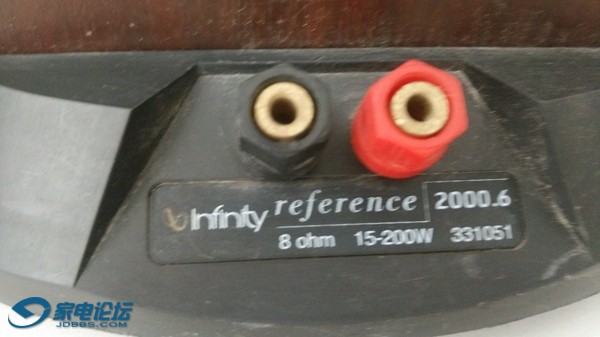 Infinity reference 2000.6
8 ohm 15-200W 331051
家电论坛
JDBBS.COM